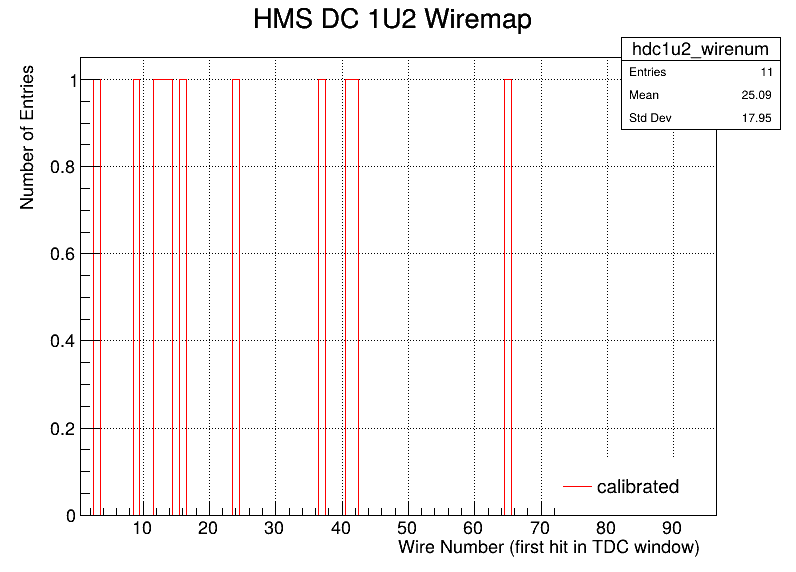 HMS DC 1U2 Wiremap
hdc1u2_wirenum
Entries 11
Mean 25.09
Std Dev 17.95
Number of Entries
1
0.8
0.6
0.4
0.2
0
calibrated
10 20 30 40 50 60 70 80 90
Wire Number (first hit in TDC window)